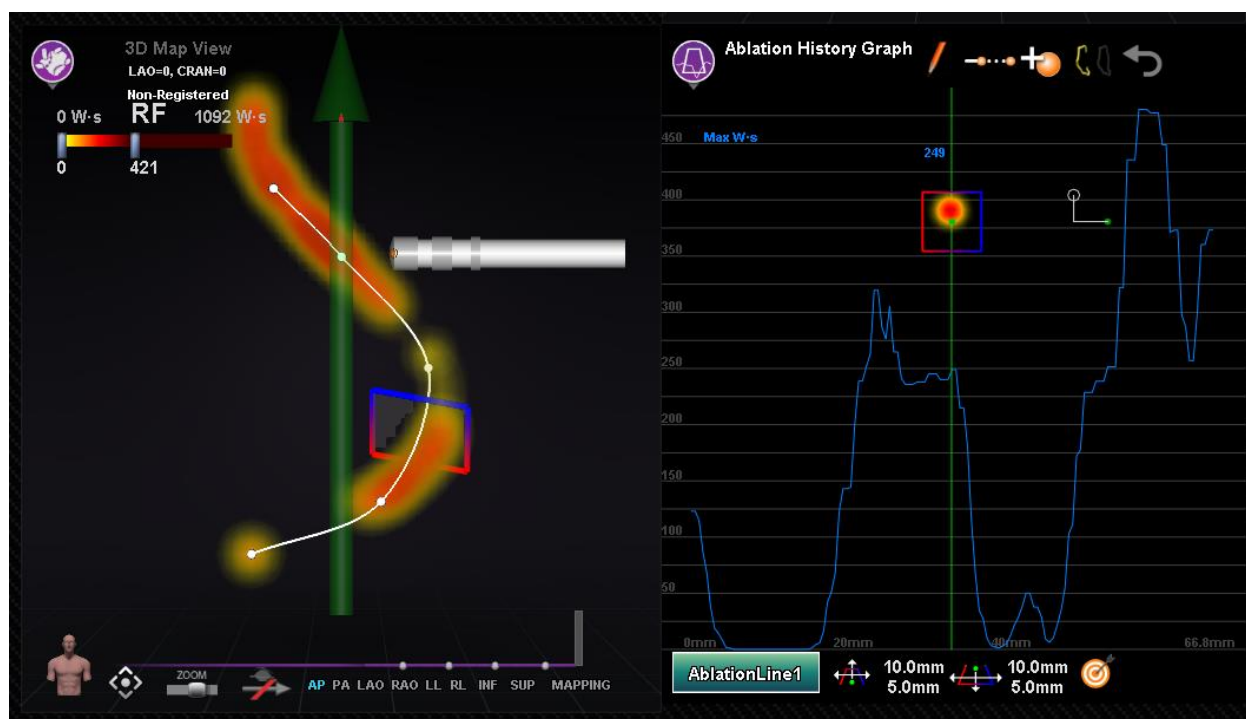 3D Map View
LAO=0, CRAN=0
Non-Registered
0 W·s RF 1092 W·s
0 421
ZOOM
AP PA LAO RAO LL RL INF SUP MAPPING
Ablation History Graph
Max W·s
249
450
400
350
300
250
200
150
100
50
0mm 20mm 40mm 66.8mm
AblationLine1
10.0mm
5.0mm
10.0mm
5.0mm